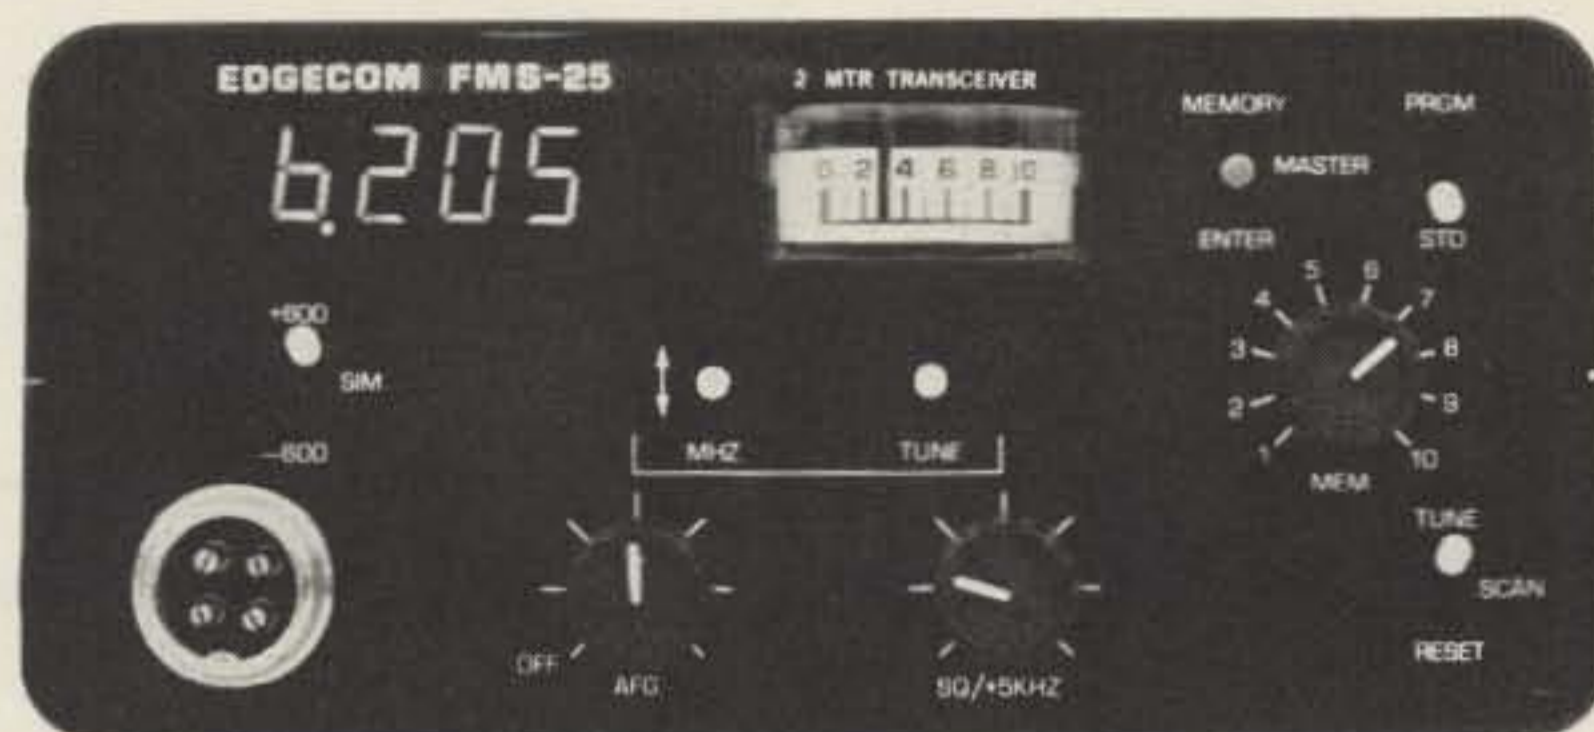 EDGECOM FMS-25
6.205
2 MTR TRANSCEIVER
0 2 4 6 8 10
MEMORY
PRGM
MASTER
ENTER
STD
+600
SIM
-600
MHZ
TUNE
1 2 3 4 5 6 7 8 9 10
MEM
TUNE
SCAN
RESET
OFF
AFG
SQ/+5KHZ